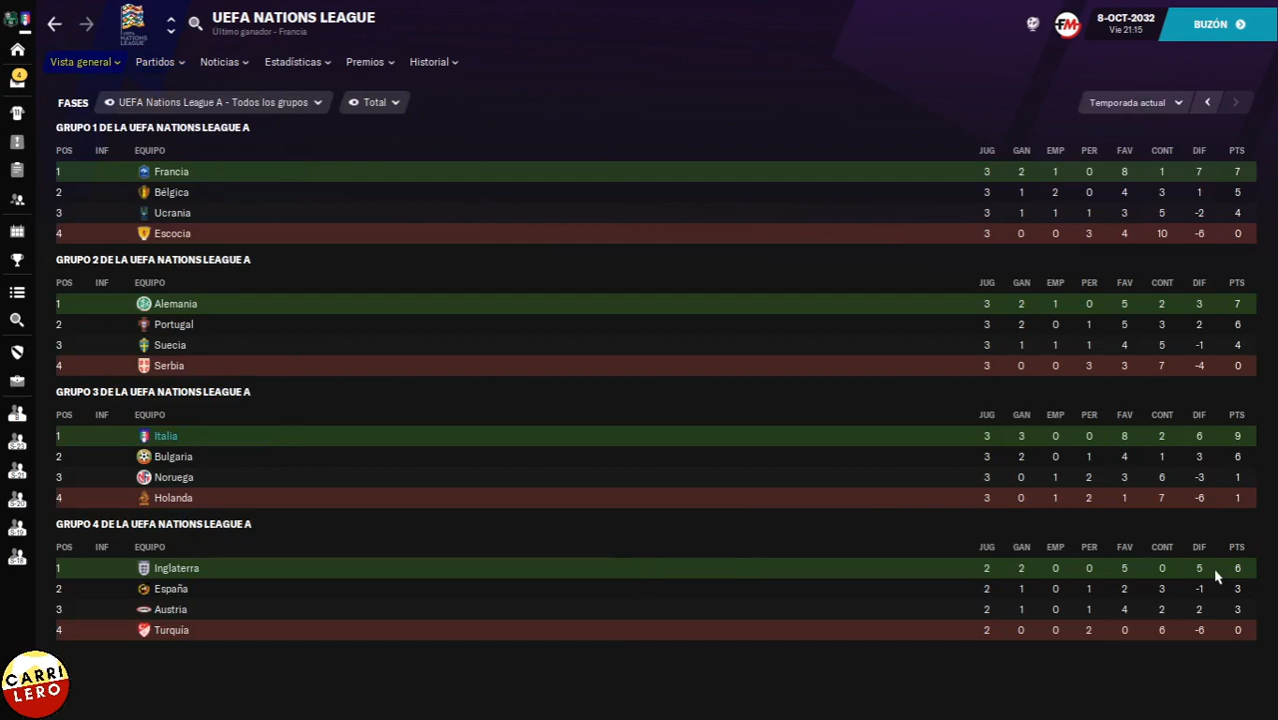 UEFA NATIONS LEAGUE
Último ganador - Francia
FM
8-OCT-2032
Vie 21:15
BUZÓN
4
Vista general
Partidos
Noticias
Estadísticas
Premios
Historial
FASES
UEFA Nations League A - Todos los grupos
Total
Temporada actual
GRUPO 1 DE LA UEFA NATIONS LEAGUE A
POS INF EQUIPO JUG GAN EMP PER FAV CONT DIF PTS
1 Francia 3 2 1 0 8 1 7 7
2 Bélgica 3 1 2 0 4 3 1 5
3 Ucrania 3 1 1 1 3 5 -2 4
4 Escocia 3 0 0 3 4 10 -6 0
GRUPO 2 DE LA UEFA NATIONS LEAGUE A
POS INF EQUIPO JUG GAN EMP PER FAV CONT DIF PTS
1 Alemania 3 2 1 0 5 2 3 7
2 Portugal 3 2 0 1 5 3 2 6
3 Suecia 3 1 1 1 4 5 -1 4
4 Serbia 3 0 0 3 3 7 -4 0
GRUPO 3 DE LA UEFA NATIONS LEAGUE A
POS INF EQUIPO JUG GAN EMP PER FAV CONT DIF PTS
1 Italia 3 3 0 0 8 2 6 9
2 Bulgaria 3 2 0 1 4 1 3 6
3 Noruega 3 0 1 2 3 6 -3 1
4 Holanda 3 0 1 2 1 7 -6 1
GRUPO 4 DE LA UEFA NATIONS LEAGUE A
POS INF EQUIPO JUG GAN EMP PER FAV CONT DIF PTS
1 Inglaterra 2 2 0 0 5 0 5 6
2 España 2 1 0 1 2 3 -1 3
3 Austria 2 1 0 1 4 2 2 3
4 Turquía 2 0 0 2 0 6 -6 0
S-23
S-21
S-20
S-19
S-18
CARRI
LERO